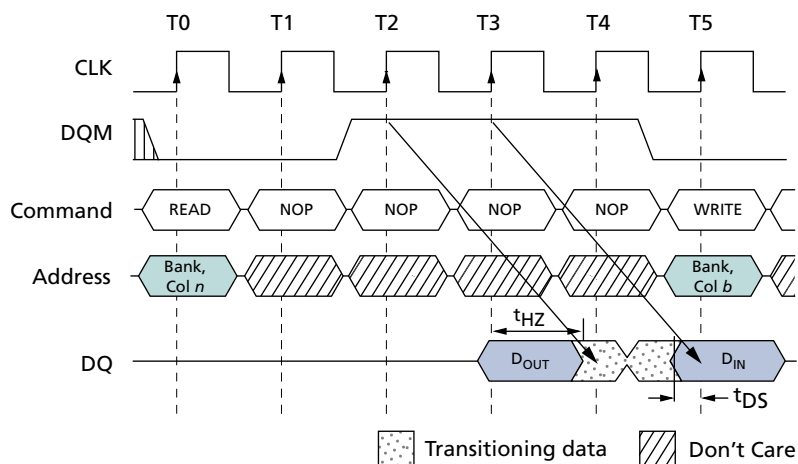 T0 T1 T2 T3 T4 T5
CLK
DQM
Command READ NOP NOP NOP NOP WRITE
Address Bank, Col n Bank, Col b
tHZ
DQ DOUT DIN
tDS
Transitioning data Don't Care